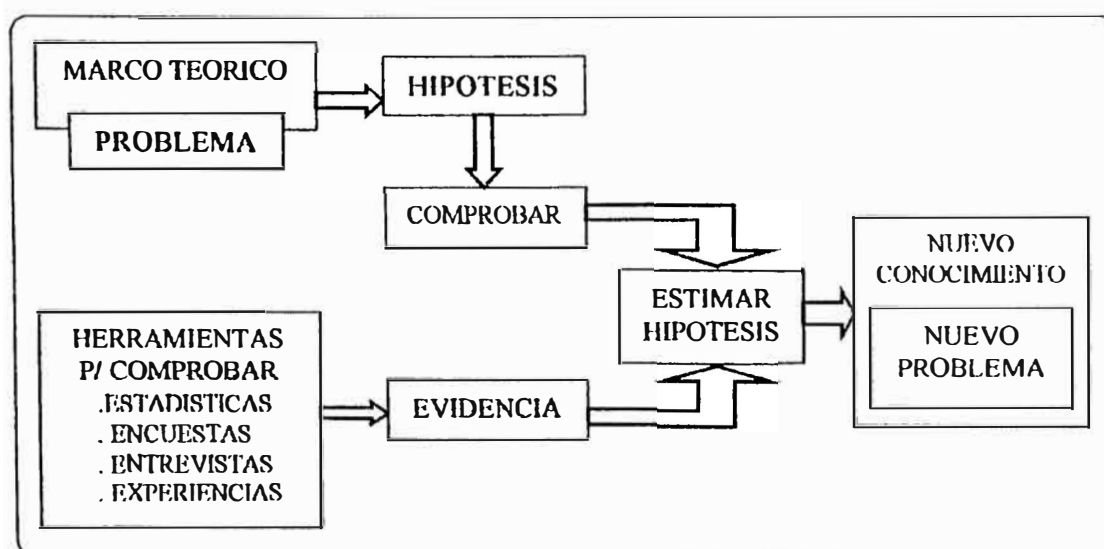 MARCO TEORICO
PROBLEMA
HIPOTESIS
COMPROBAR
HERRAMIENTAS
P/ COMPROBAR
.ESTADISTICAS
. ENCUESTAS
. ENTREVISTAS
. EXPERIENCIAS
EVIDENCIA
ESTIMAR
HIPOTESIS
NUEVO
CONOCIMIENTO
NUEVO
PROBLEMA